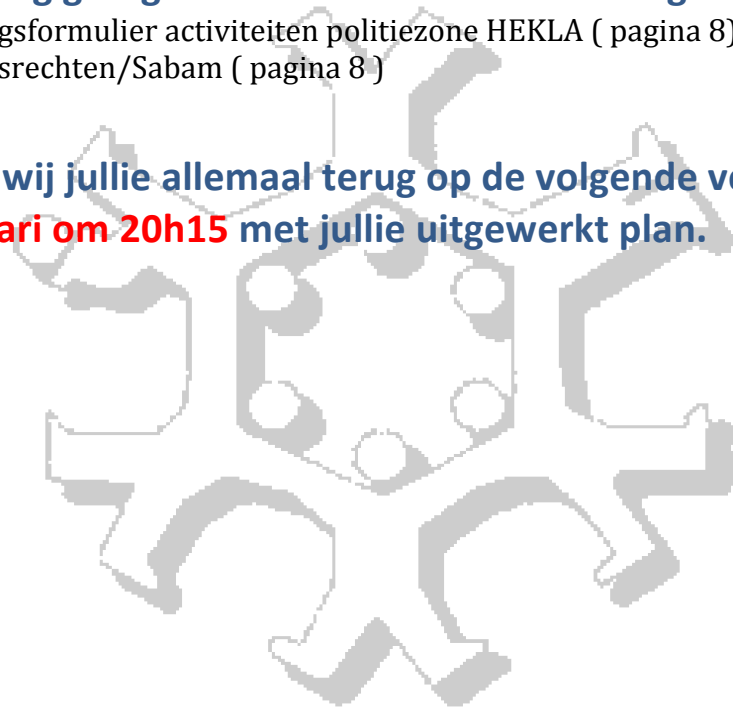 gsformulier activiteiten politiezone HEKLA ( pagina 8)
srechten/Sabam ( pagina 8 )
wij jullie allemaal terug op de volgende ve
ari om 20h15 met jullie uitgewerkt plan.